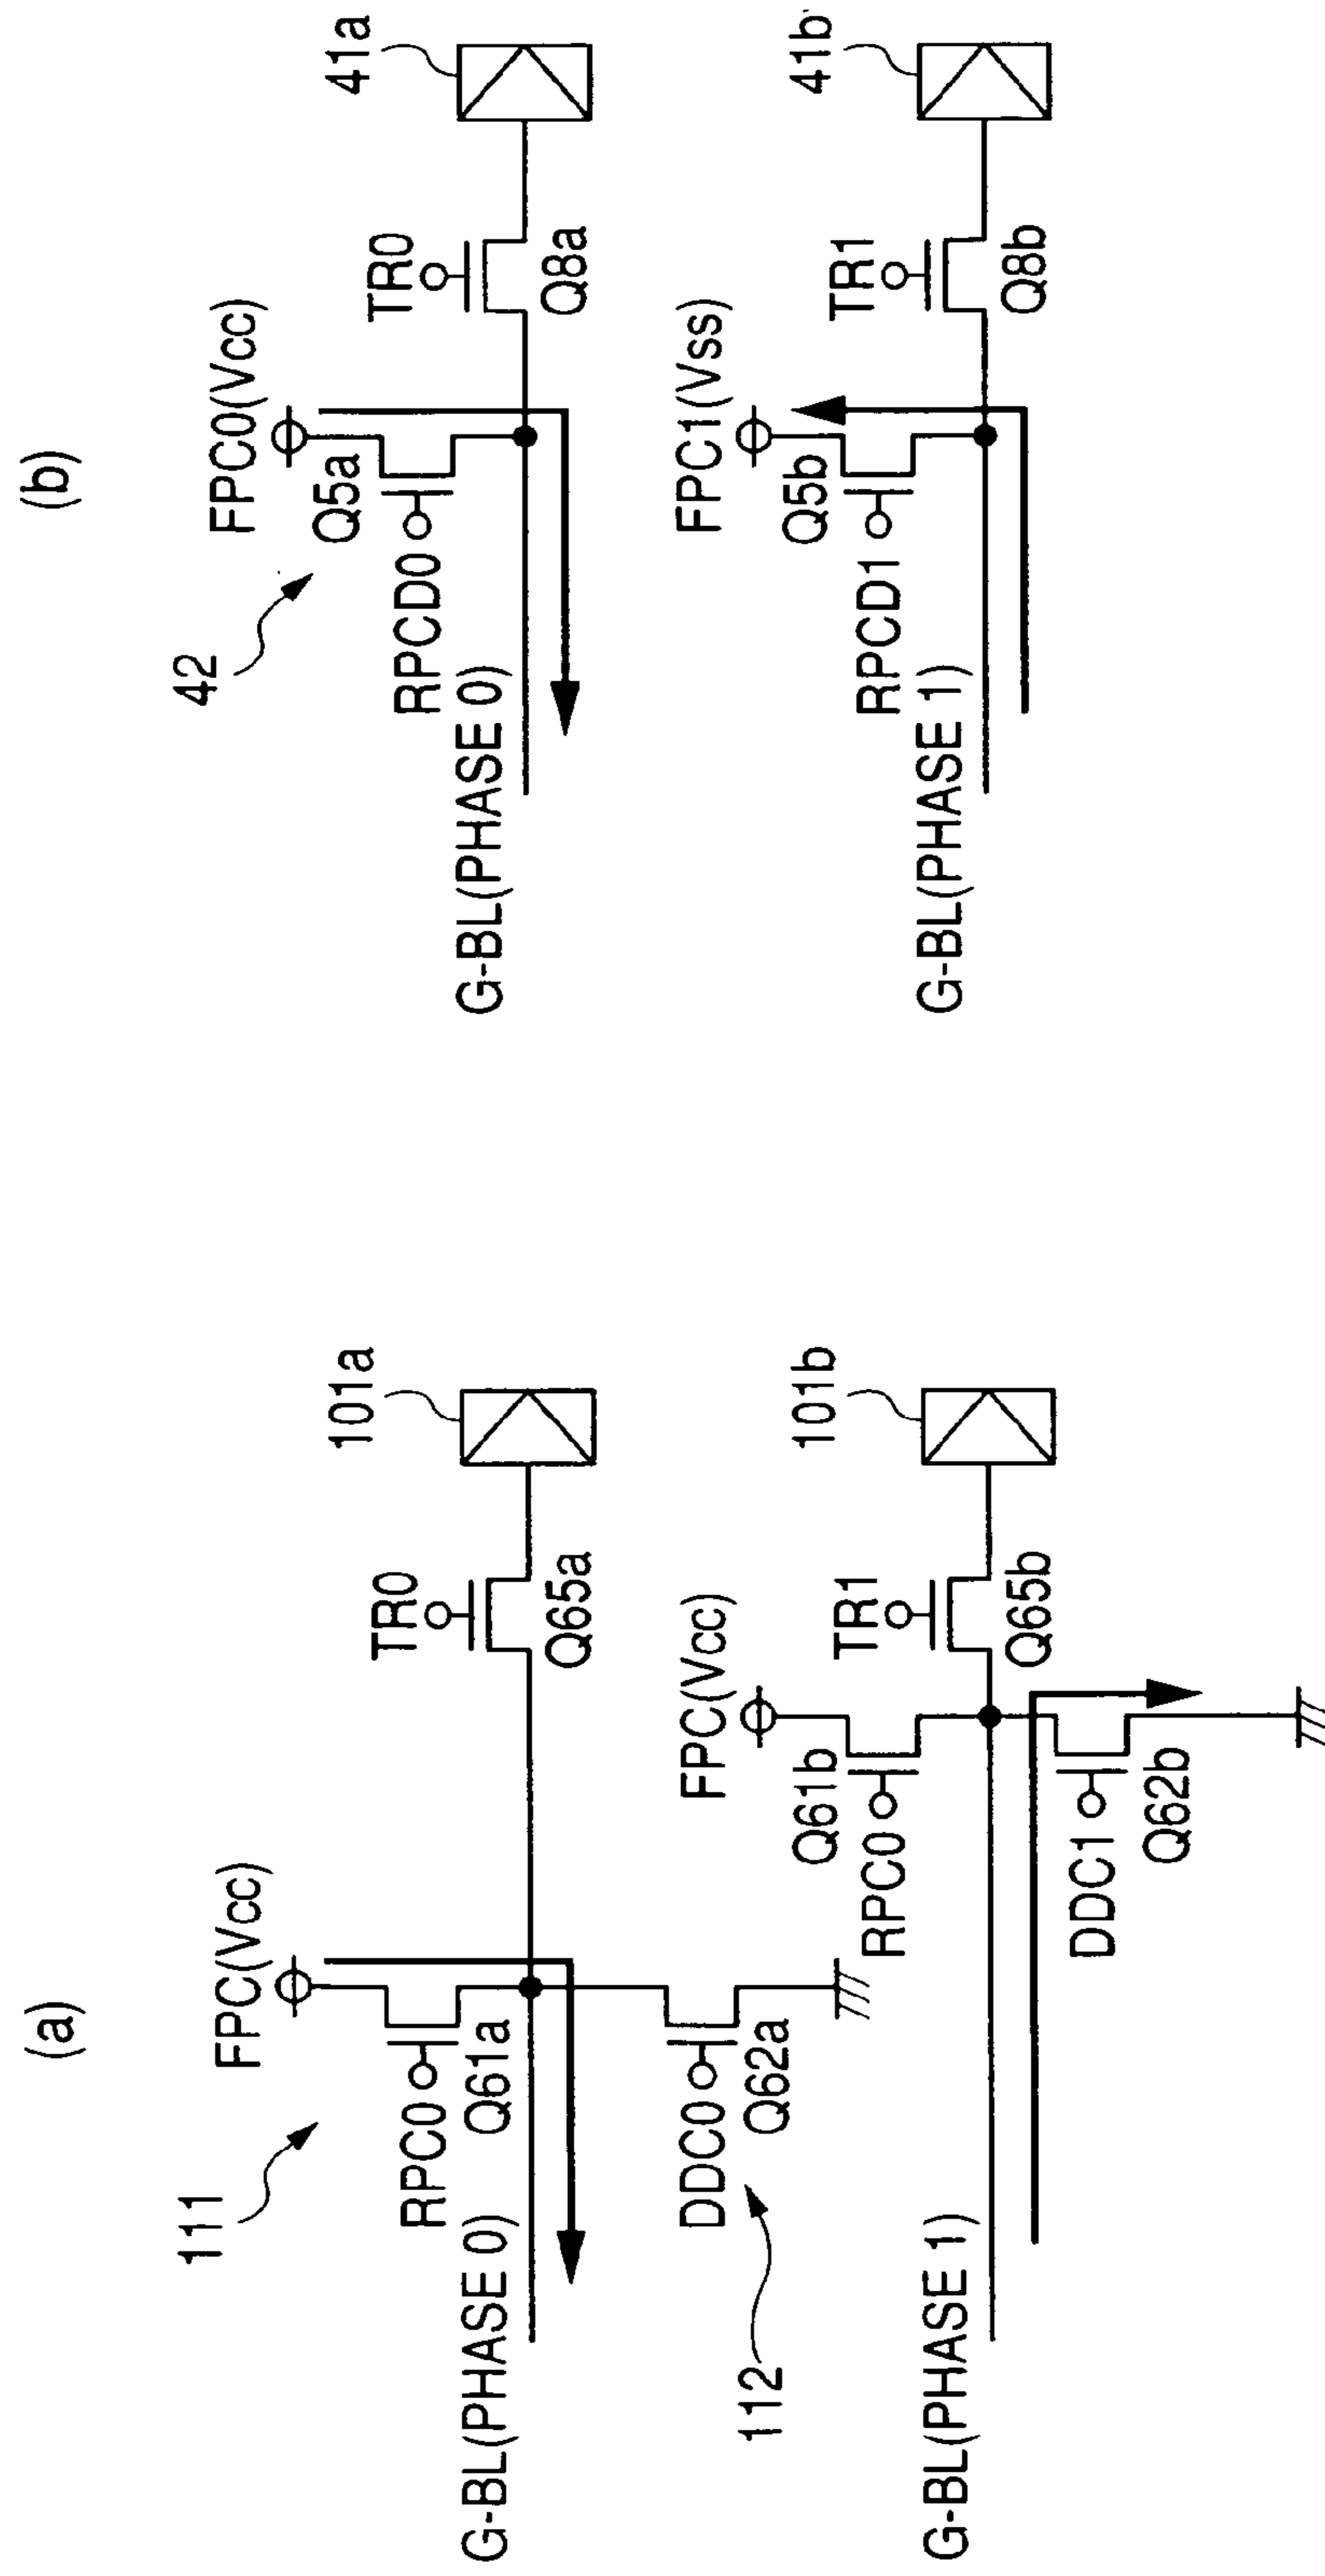 (a)
111
FPC(Vcc)
RPC0
Q61a
TR0
Q65a
101a
G-BL(PHASE 0)
DDC0
Q62a
112
FPC(Vcc)
Q61b
RPC0
TR1
Q65b
101b
G-BL(PHASE 1)
DDC1
Q62b
(b)
42
FPC0(Vcc)
Q5a
RPCD0
TR0
Q8a
41a
G-BL(PHASE 0)
FPC1(Vss)
Q5b
RPCD1
TR1
Q8b
41b
G-BL(PHASE 1)